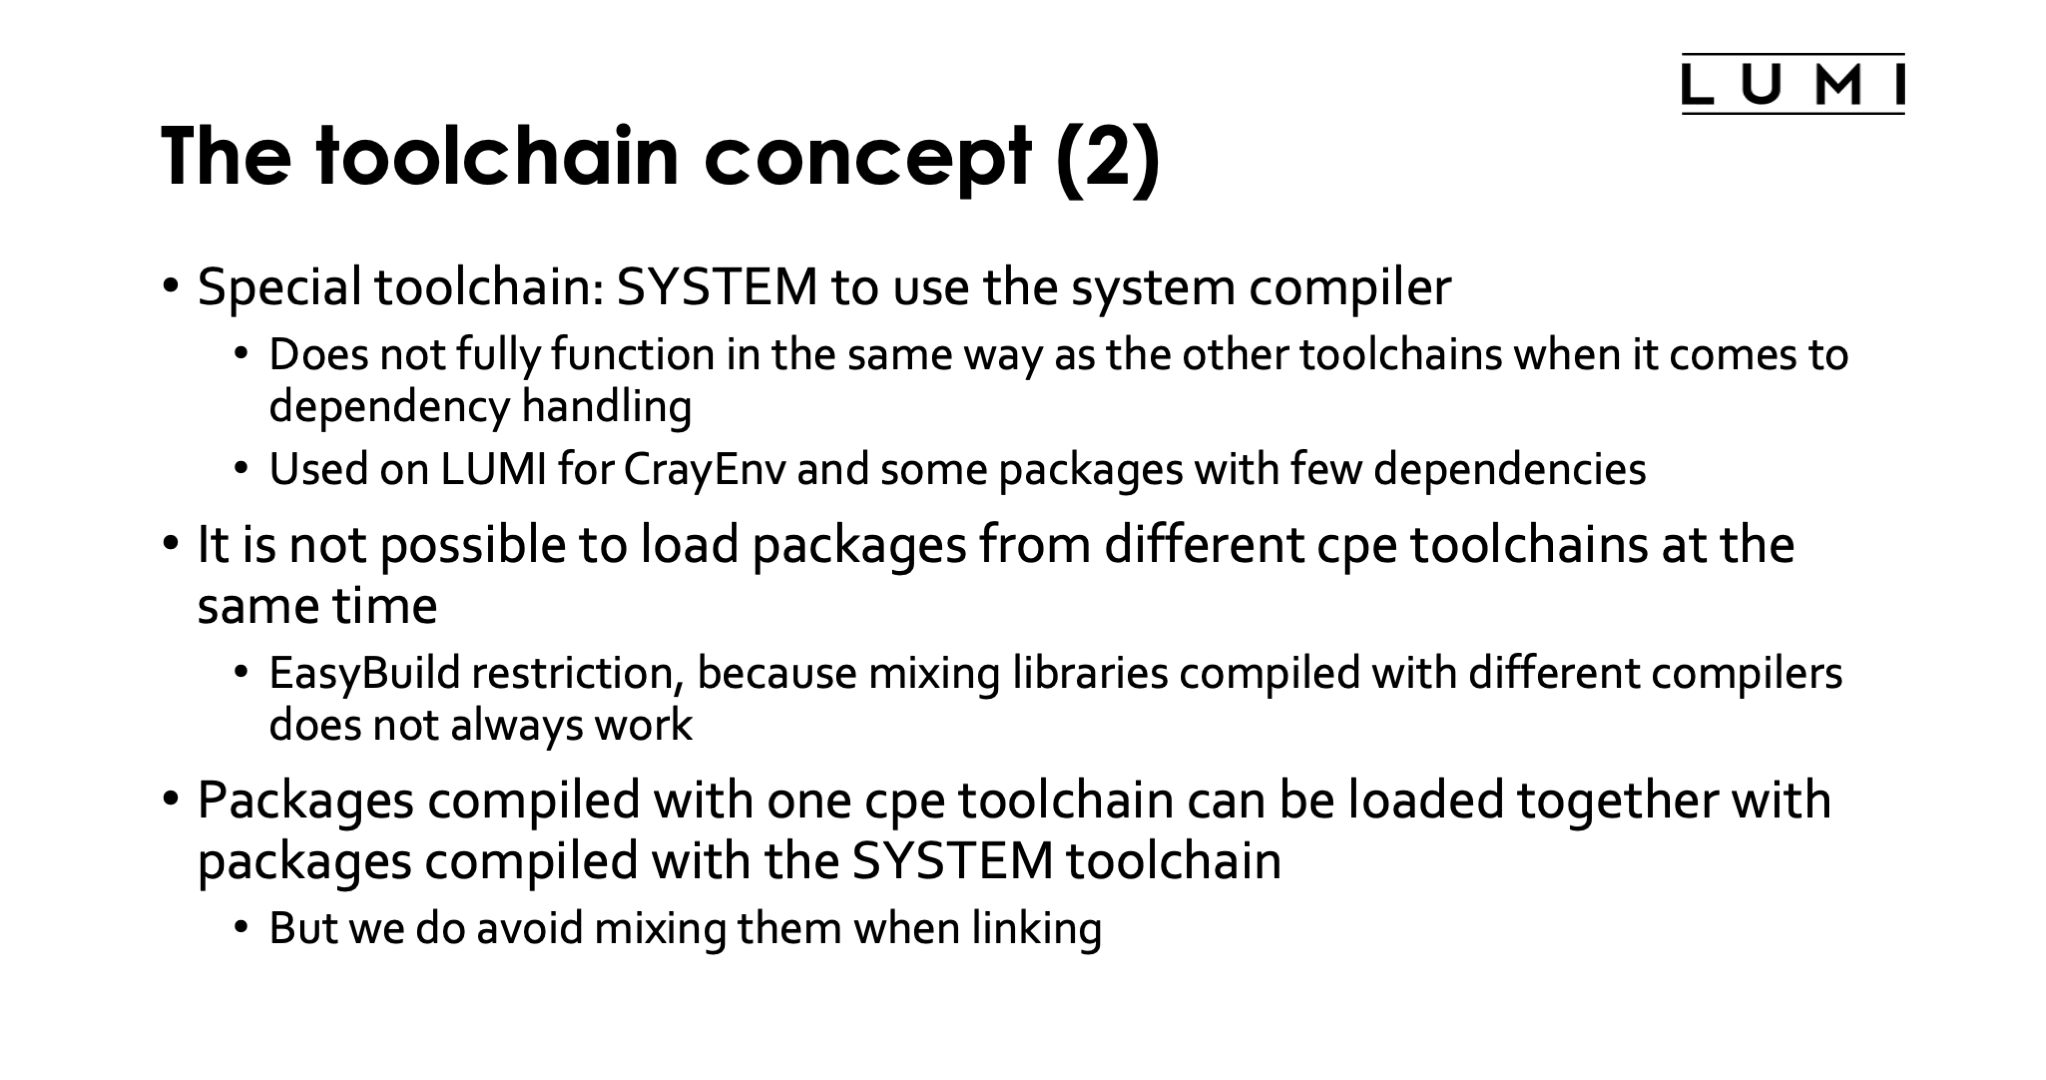 LUMI
The toolchain concept (2)
• Special toolchain: SYSTEM to use the system compiler
• Does not fully function in the same way as the other toolchains when it comes to
dependency handling
• Used on LUMI for CrayEnv and some packages with few dependencies
• It is not possible to load packages from different cpe toolchains at the
same time
• EasyBuild restriction, because mixing libraries compiled with different compilers
does not always work
• Packages compiled with one cpe toolchain can be loaded together with
packages compiled with the SYSTEM toolchain
• But we do avoid mixing them when linking